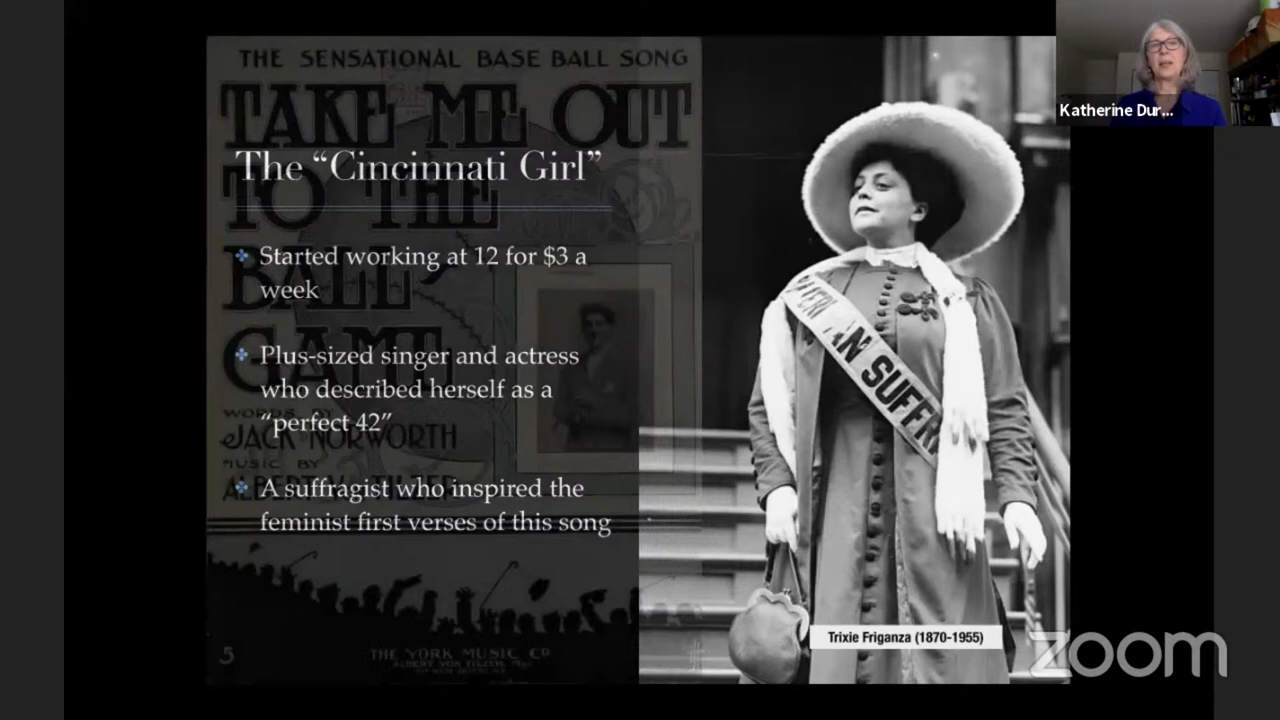 THE SENSATIONAL BASE BALL SONG
TAKE ME OUT
TO THE
BALL
GAME
WORDS BY
JACK NORWORTH
MUSIC BY
5
THE YORK MUSIC CO
The “Cincinnati Girl”
Started working at 12 for $3 a
week
Plus-sized singer and actress
who described herself as a
“perfect 42”
A suffragist who inspired the
feminist first verses of this song
AN SUFFR
Trixie Friganza (1870-1955)
Katherine Dur...
zoom